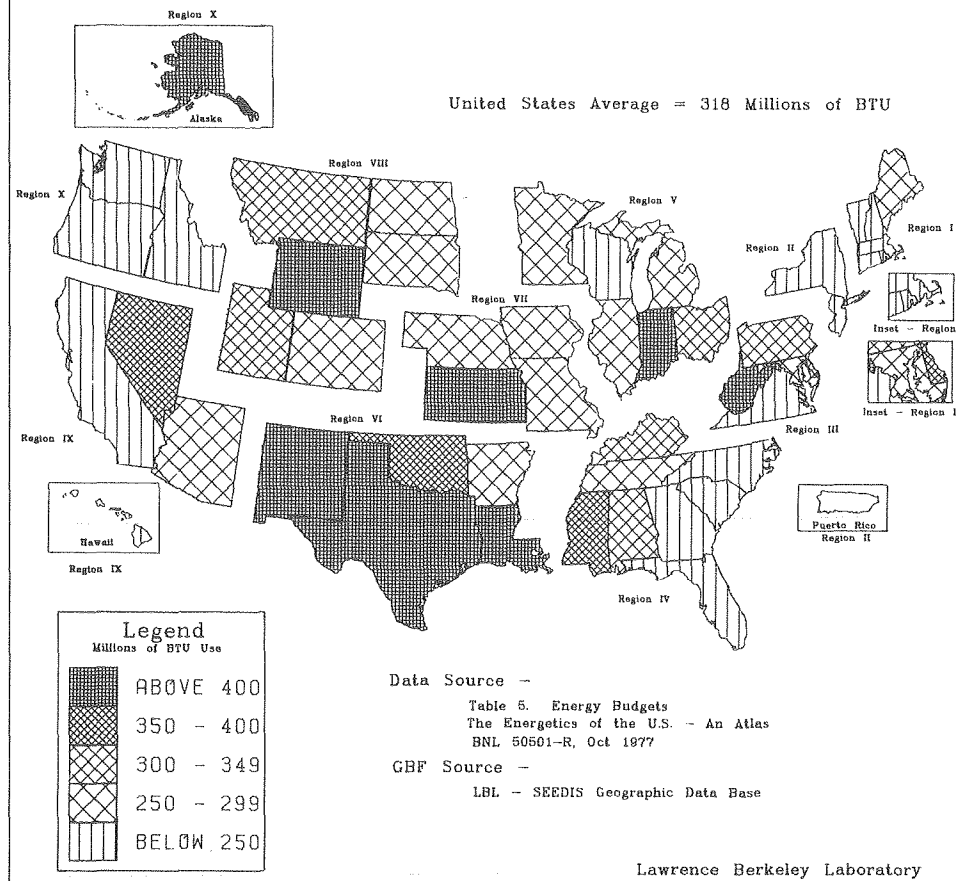 Region X
Alaska
United States Average = 318 Millions of BTU
Region X
Region VIII
Region V
Region I
Region II
Inset - Region
Region VII
Inset - Region I
Region VI
Region III
Region IX
Hawaii
Region IX
Puerto Rico
Region II
Region IV
Legend
Millions of BTU Use
ABOVE 400
350 - 400
300 - 349
250 - 299
BELOW 250
Data Source -
Table 5. Energy Budgets
The Energetics of the U.S. - An Atlas
BNL 50501-R, Oct 1977
GBF Source -
LBL - SEEDIS Geographic Data Base
Lawrence Berkeley Laboratory